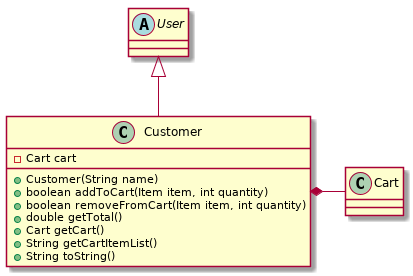 A User
C Customer
Cart cart
Customer(String name)
boolean addToCart(Item item, int quantity)
boolean removeFromCart(Item item, int quantity)
double getTotal()
Cart getCart()
String getCartItemList()
String toString()
C Cart